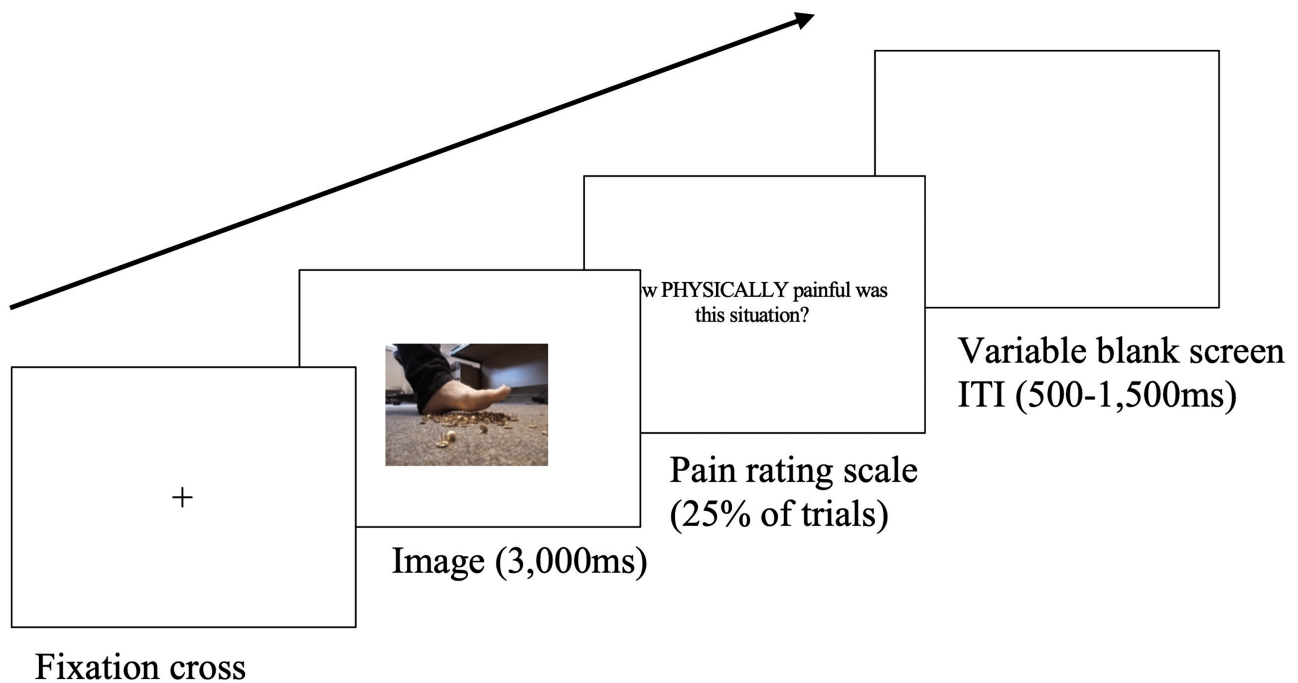 +
Fixation cross
Image (3,000ms)
w PHYSICALLY painful was
this situation?
Pain rating scale
(25% of trials)
Variable blank screen
ITI (500-1,500ms)